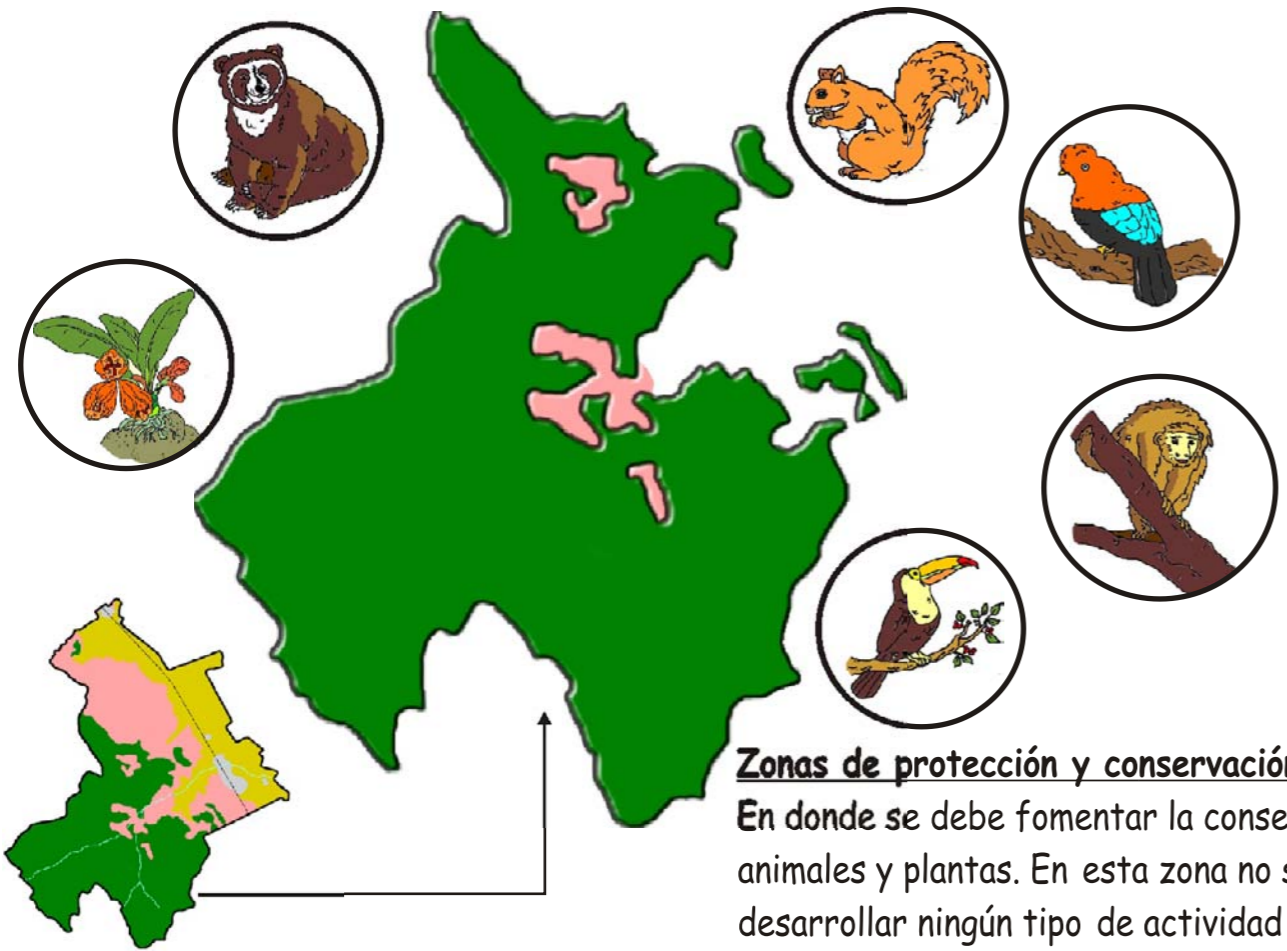 Zonas de protección y conservación
En donde se debe fomentar la conse
animales y plantas. En esta zona no s
desarrollar ningún tipo de actividad